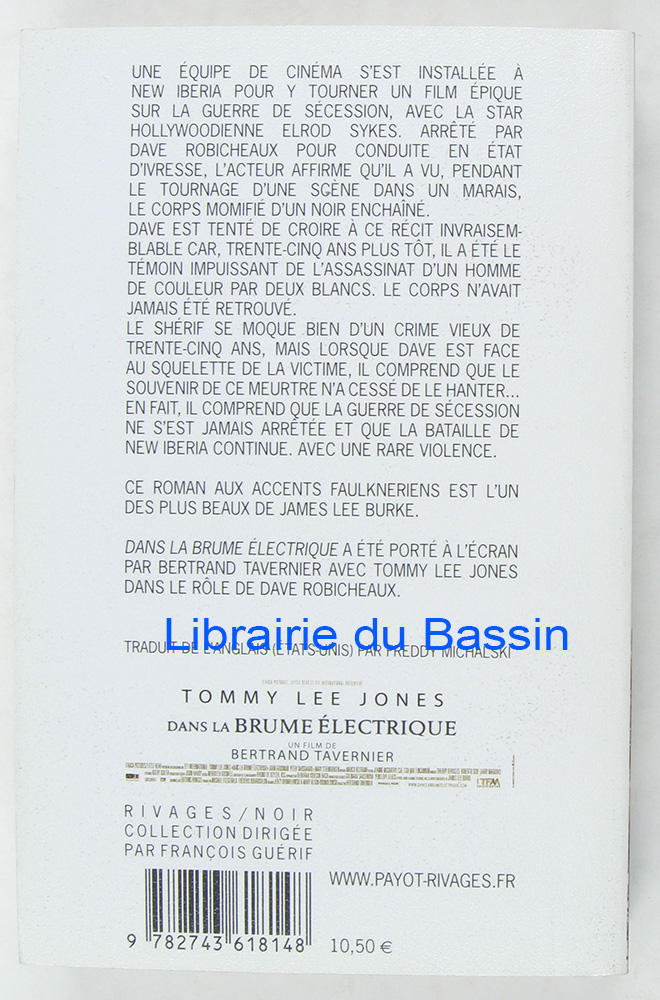 UNE ÉQUIPE DE CINÉMA S'EST INSTALLÉE À
NEW IBERIA POUR Y TOURNER UN FILM ÉPIQUE
SUR LA GUERRE DE SÉCESSION, AVEC LA STAR
HOLLYWOODIENNE ELROD SYKES. ARRÊTÉ PAR
DAVE ROBICHEAUX POUR CONDUITE EN ÉTAT
D'IVRESSE, L'ACTEUR AFFIRME QU'IL A VU, PENDANT
LE TOURNAGE D'UNE SCÈNE DANS UN MARAIS,
LE CORPS MOMIFIÉ D'UN NOIR ENCHAÎNÉ.
DAVE EST TENTÉ DE CROIRE À CE RÉCIT INVRAISEM-
BLABLE CAR, TRENTE-CINQ ANS PLUS TÔT, IL A ÉTÉ LE
TÉMOIN IMPUISSANT DE L'ASSASSINAT D'UN HOMME
DE COULEUR PAR DEUX BLANCS. LE CORPS N'AVAIT
JAMAIS ÉTÉ RETROUVÉ.
LE SHÉRIF SE MOQUE BIEN D'UN CRIME VIEUX DE
TRENTE-CINQ ANS, MAIS LORSQUE DAVE EST FACE
AU SQUELETTE DE LA VICTIME, IL COMPREND QUE LE
SOUVENIR DE CE MEURTRE N'A CESSÉ DE LE HANTER...
EN FAIT, IL COMPREND QUE LA GUERRE DE SÉCESSION
NE S'EST JAMAIS ARRÊTÉE ET QUE LA BATAILLE DE
NEW IBERIA CONTINUE. AVEC UNE RARE VIOLENCE.
CE ROMAN AUX ACCENTS FAULKNERIENS EST L'UN
DES PLUS BEAUX DE JAMES LEE BURKE.
DANS LA BRUME ÉLECTRIQUE A ÉTÉ PORTÉ À L'ÉCRAN
PAR BERTRAND TAVERNIER AVEC TOMMY LEE JONES
DANS LE RÔLE DE DAVE ROBICHEAUX.
Librairie du Bassin
TRADUIT DE L'ANGLAIS (ÉTATS-UNIS) PAR FREDDY MICHALSKI
TOMMY LEE JONES
DANS LA BRUME ÉLECTRIQUE
UN FILM DE
BERTRAND TAVERNIER
TFM
RIVAGES/NOIR
COLLECTION DIRIGÉE
PAR FRANÇOIS GUÉRIF
WWW.PAYOT-RIVAGES.FR
9 782743 618148
10,50 €